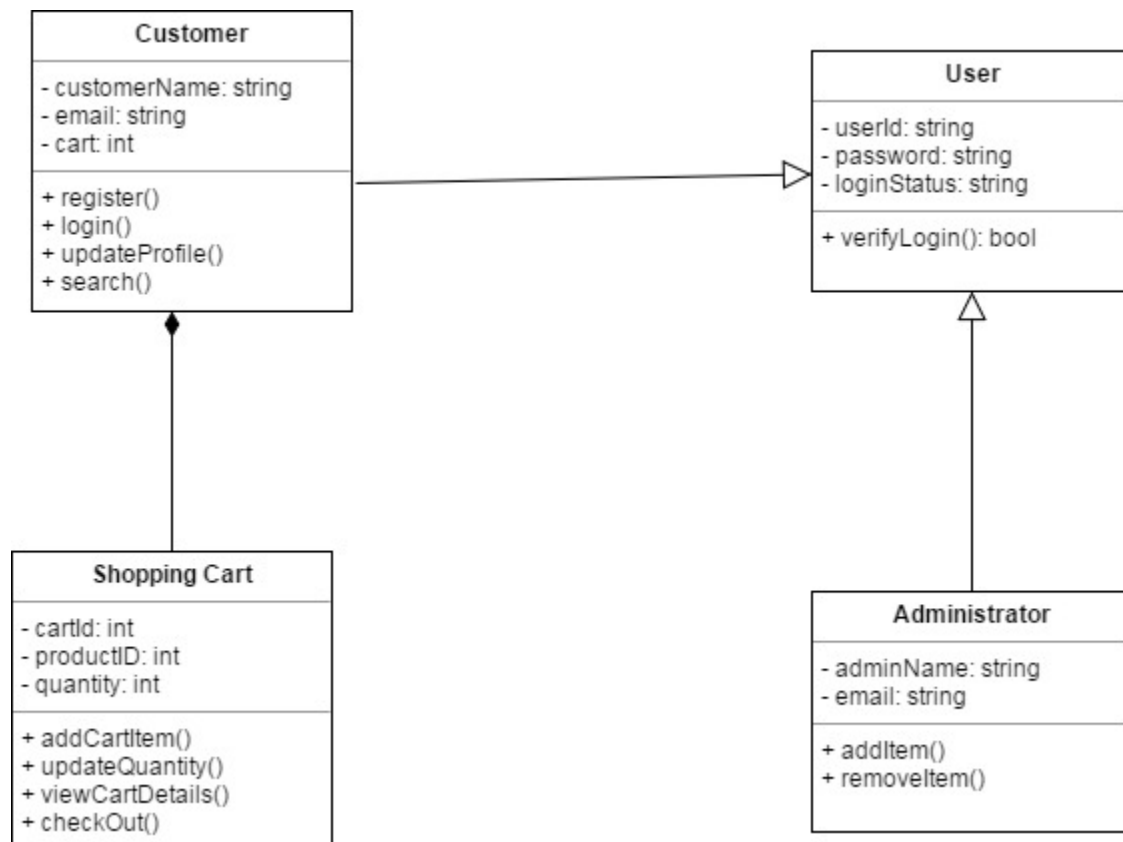 Customer
- customerName: string
- email: string
- cart: int
+ register()
+ login()
+ updateProfile()
+ search()
User
- userId: string
- password: string
- loginStatus: string
+ verifyLogin(): bool
Shopping Cart
- cartId: int
- productID: int
- quantity: int
+ addCartItem()
+ updateQuantity()
+ viewCartDetails()
+ checkOut()
Administrator
- adminName: string
- email: string
+ addItem()
+ removeItem()